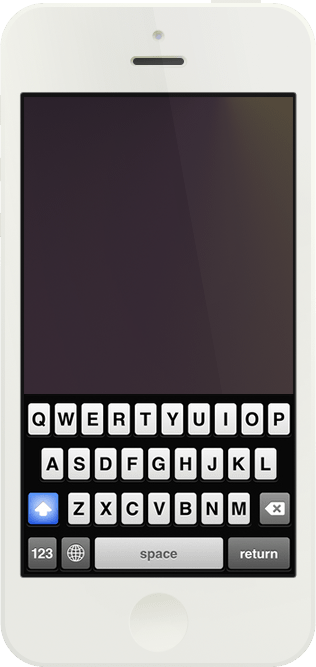 Q W E R T Y U I O P
A S D F G H J K L
Z X C V B N M
123 space return